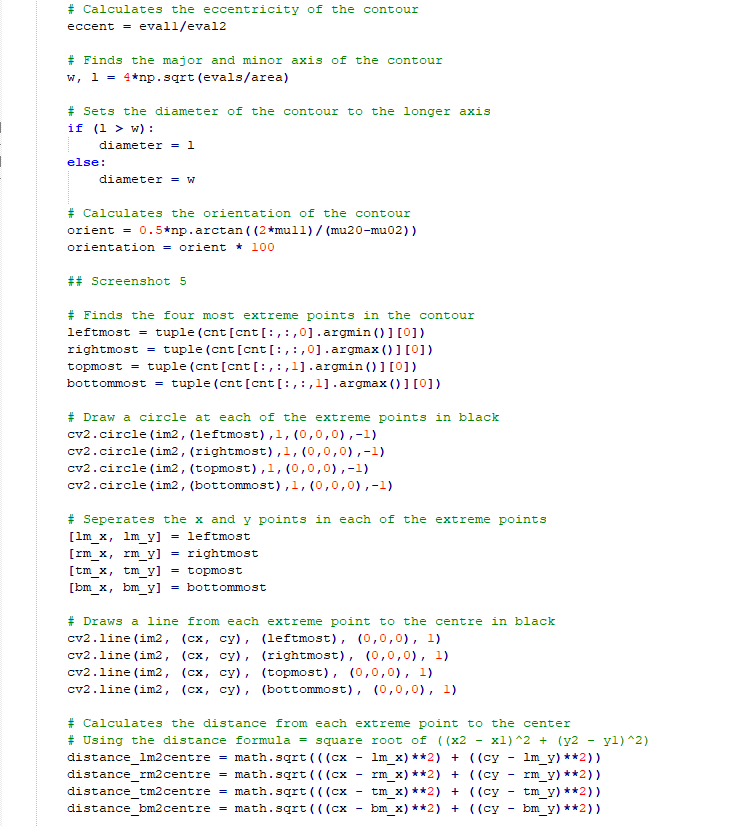 # Calculates the eccentricity of the contour
eccent = eval1/eval2
# Finds the major and minor axis of the contour
w, l = 4*np.sqrt(evals/area)
# Sets the diameter of the contour to the longer axis
if (l > w):
diameter = l
else:
diameter = w
# Calculates the orientation of the contour
orient = 0.5*np.arctan((2*mu11)/(mu20-mu02))
orientation = orient * 100
## Screenshot 5
# Finds the four most extreme points in the contour
leftmost = tuple(cnt[cnt[:,:,0].argmin()][0])
rightmost = tuple(cnt[cnt[:,:,0].argmax()][0])
topmost = tuple(cnt[cnt[:,:,1].argmin()][0])
bottommost = tuple(cnt[cnt[:,:,1].argmax()][0])
# Draw a circle at each of the extreme points in black
cv2.circle(im2,(leftmost),1,(0,0,0),-1)
cv2.circle(im2,(rightmost),1,(0,0,0),-1)
cv2.circle(im2,(topmost),1,(0,0,0),-1)
cv2.circle(im2,(bottommost),1,(0,0,0),-1)
# Seperates the x and y points in each of the extreme points
[lm_x, lm_y] = leftmost
[rm_x, rm_y] = rightmost
[tm_x, tm_y] = topmost
[bm_x, bm_y] = bottommost
# Draws a line from each extreme point to the centre in black
cv2.line(im2, (cx, cy), (leftmost), (0,0,0), 1)
cv2.line(im2, (cx, cy), (rightmost), (0,0,0), 1)
cv2.line(im2, (cx, cy), (topmost), (0,0,0), 1)
cv2.line(im2, (cx, cy), (bottommost), (0,0,0), 1)
# Calculates the distance from each extreme point to the center
# Using the distance formula = square root of ((x2 - x1)^2 + (y2 - y1)^2)
distance_lm2centre = math.sqrt(((cx - lm_x)**2) + ((cy - lm_y)**2))
distance_rm2centre = math.sqrt(((cx - rm_x)**2) + ((cy - rm_y)**2))
distance_tm2centre = math.sqrt(((cx - tm_x)**2) + ((cy - tm_y)**2))
distance_bm2centre = math.sqrt(((cx - bm_x)**2) + ((cy - bm_y)**2))